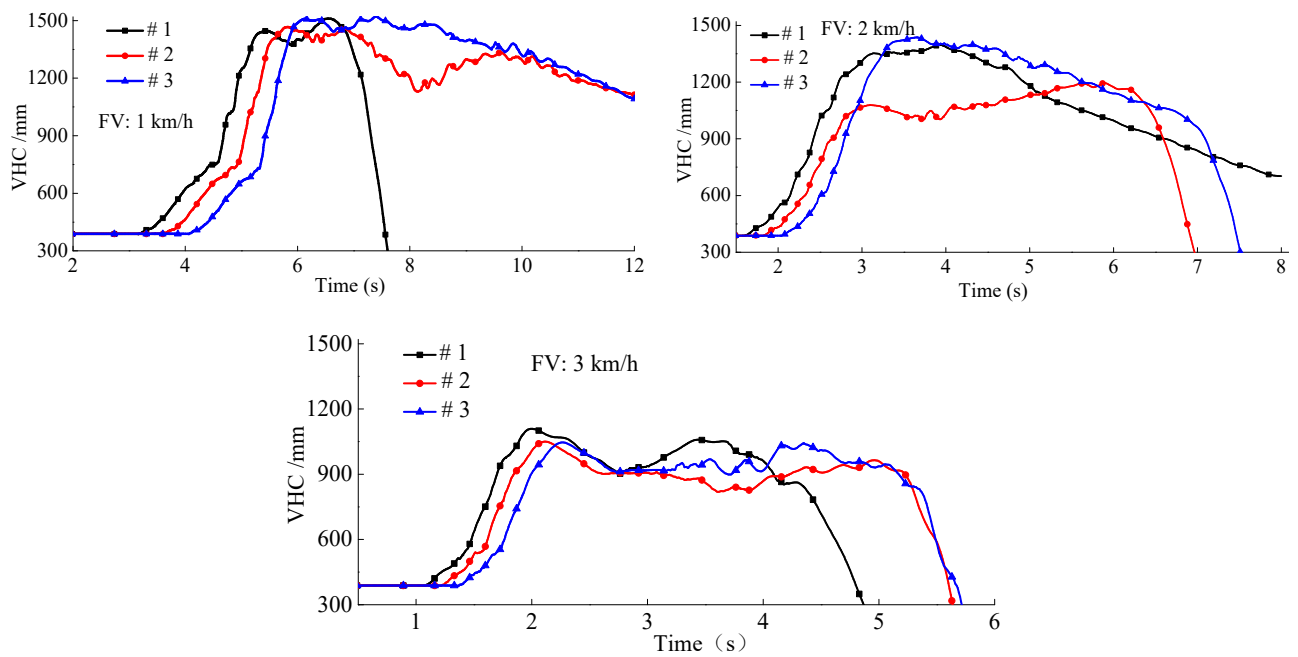 1500
1200
900
600
300
VHC /mm
# 1
# 2
# 3
FV: 1 km/h
2 4 6 8 10 12
Time (s)
1500
1200
900
600
300
VHC /mm
# 1
# 2
# 3
FV: 2 km/h
2 3 4 5 6 7 8
Time (s)
1500
1200
900
600
300
VHC /mm
# 1
# 2
# 3
FV: 3 km/h
1 2 3 4 5 6
Time（s）